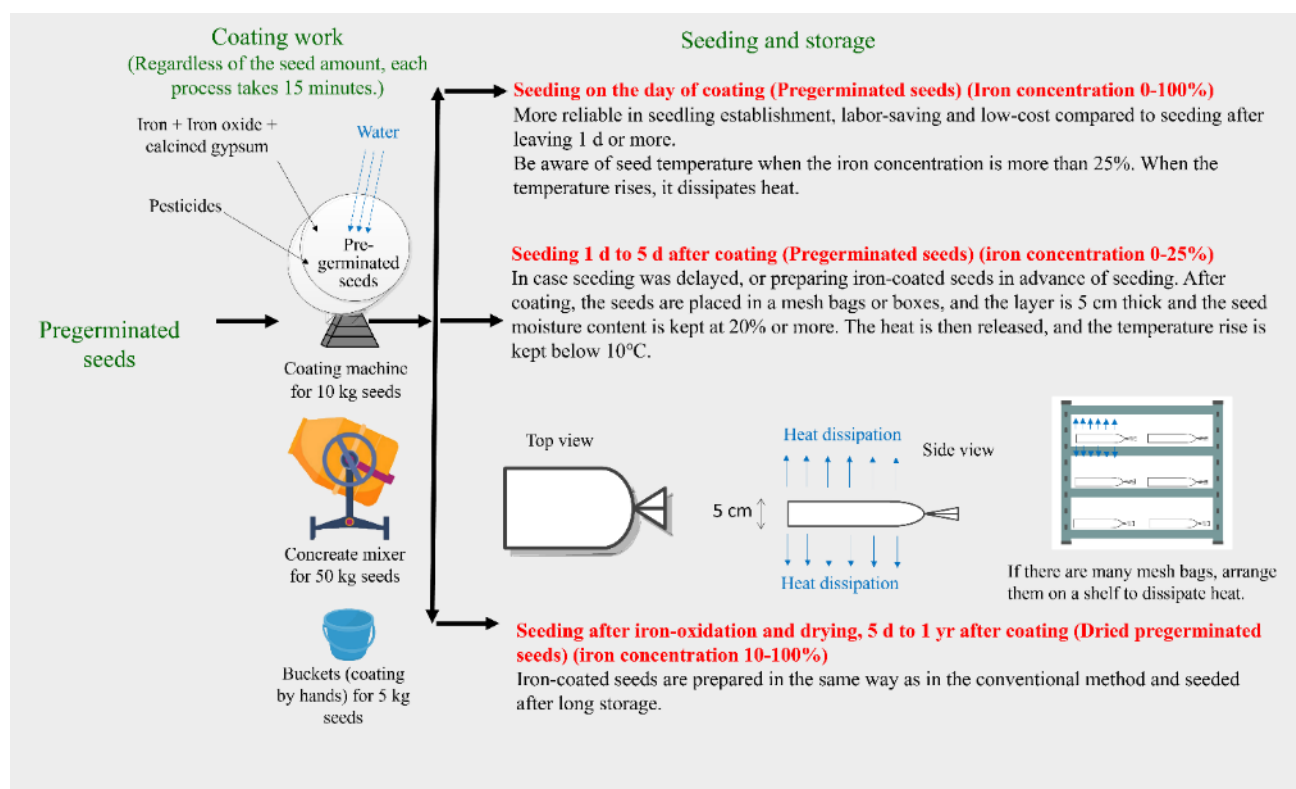 Coating work
(Regardless of the seed amount, each
process takes 15 minutes.)
Iron + Iron oxide +
calcined gypsum
Water
Pesticides
Pre-
germinated
seeds
Pregerminated
seeds
Coating machine
for 10 kg seeds
Concreate mixer
for 50 kg seeds
Buckets (coating
by hands) for 5 kg
seeds
Seeding and storage
Seeding on the day of coating (Pregerminated seeds) (Iron concentration 0-100%)
More reliable in seedling establishment, labor-saving and low-cost compared to seeding after
leaving 1 d or more.
Be aware of seed temperature when the iron concentration is more than 25%. When the
temperature rises, it dissipates heat.
Seeding 1 d to 5 d after coating (Pregerminated seeds) (iron concentration 0-25%)
In case seeding was delayed, or preparing iron-coated seeds in advance of seeding. After
coating, the seeds are placed in a mesh bags or boxes, and the layer is 5 cm thick and the seed
moisture content is kept at 20% or more. The heat is then released, and the temperature rise is
kept below 10℃.
Top view
Heat dissipation
Side view
5 cm
Heat dissipation
If there are many mesh bags, arrange
them on a shelf to dissipate heat.
Seeding after iron-oxidation and drying, 5 d to 1 yr after coating (Dried pregerminated
seeds) (iron concentration 10-100%)
Iron-coated seeds are prepared in the same way as in the conventional method and seeded
after long storage.